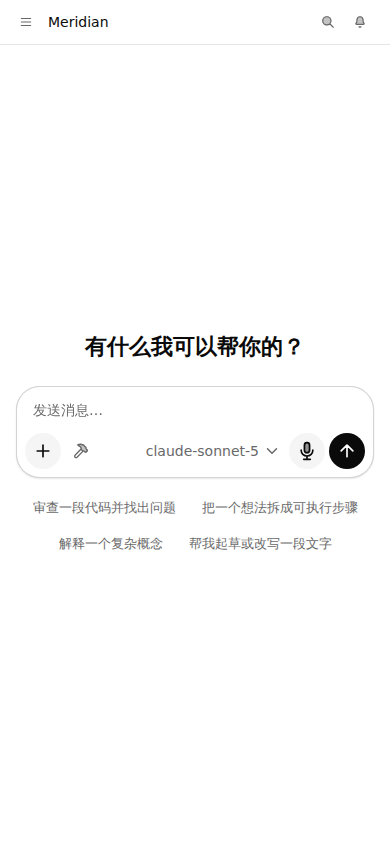 Meridian
有什么我可以帮你的？
发送消息...
claude-sonnet-5
审查一段代码并找出问题 把一个想法拆成可执行步骤
解释一个复杂概念 帮我起草或改写一段文字